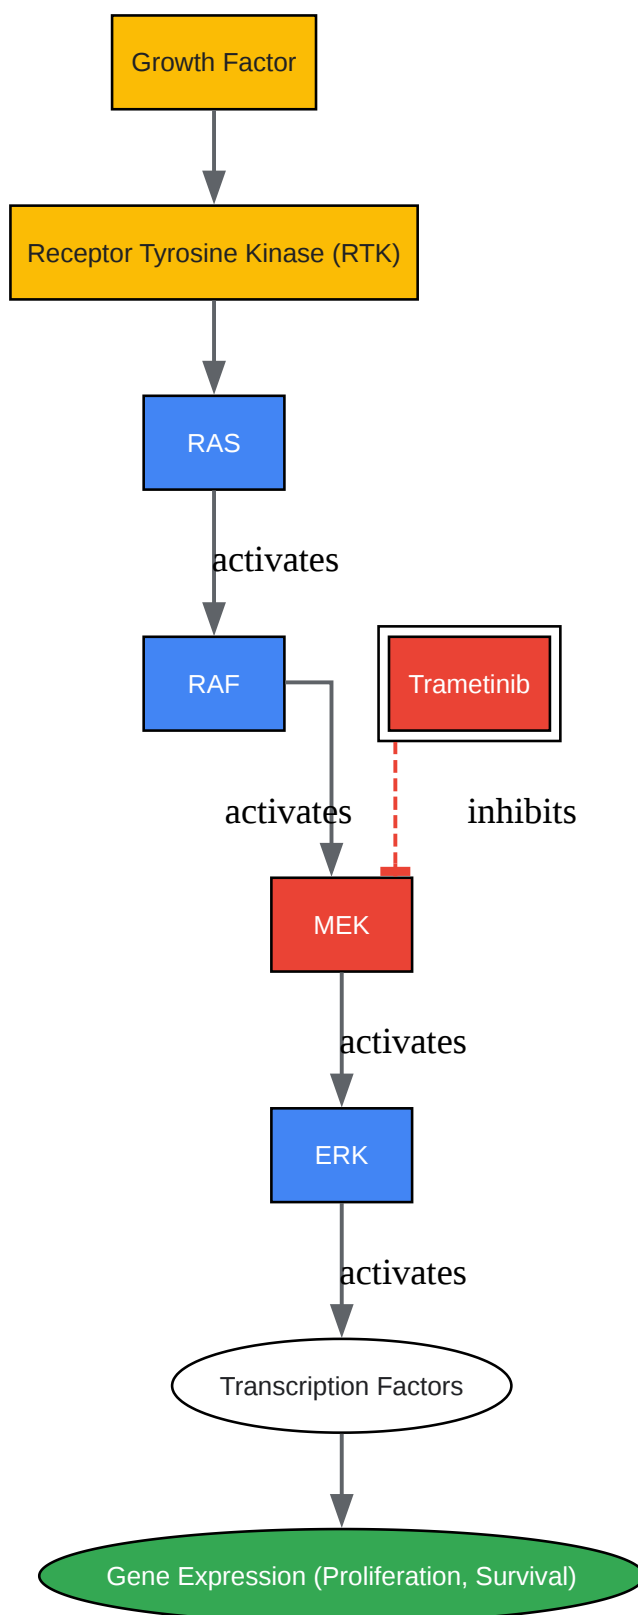 Growth Factor
Receptor Tyrosine Kinase (RTK)
RAS
activates
RAF
Trametinib
activates
inhibits
MEK
activates
ERK
activates
Transcription Factors
Gene Expression (Proliferation, Survival)